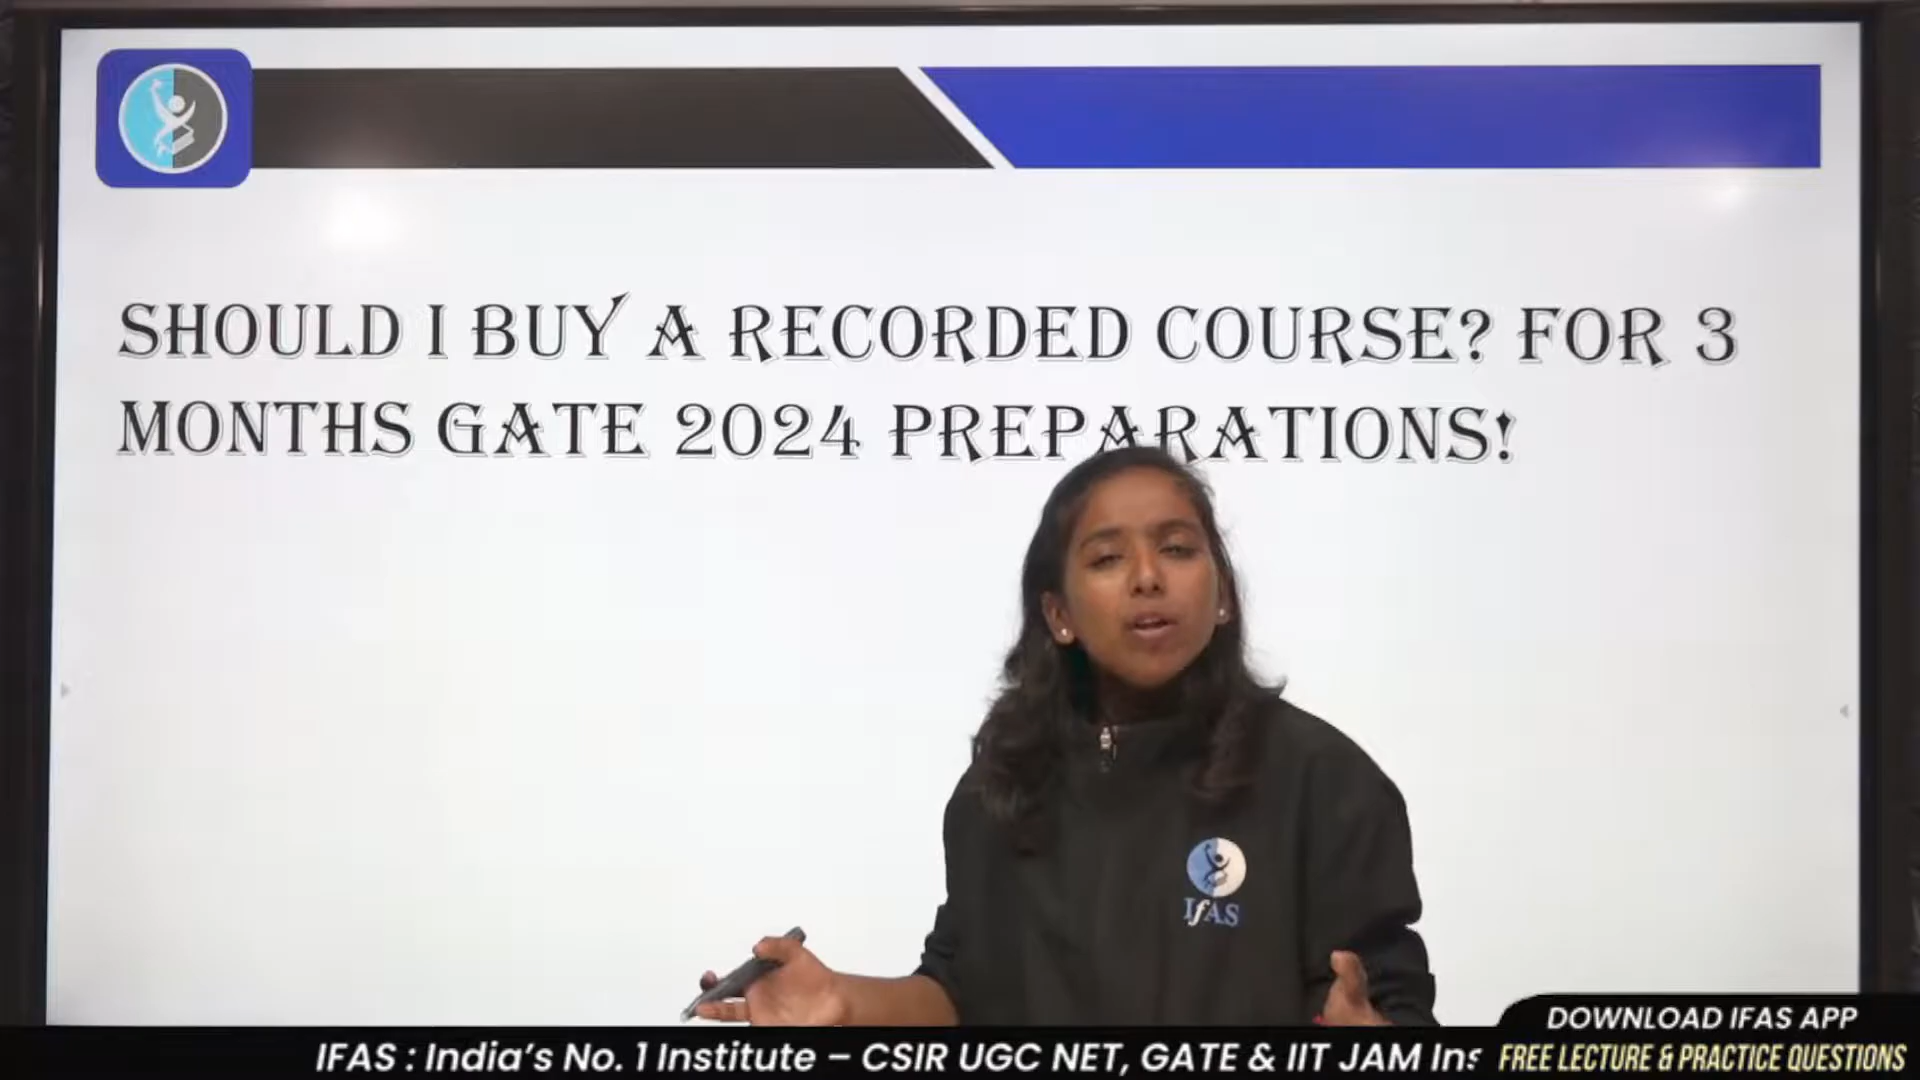 SHOULD I BUY A RECORDED COURSE? FOR 3
MONTHS GATE 2024 PREPARATIONS!
IfAS
DOWNLOAD IFAS APP
IFAS : India's No. 1 Institute – CSIR UGC NET, GATE & IIT JAM
FREE LECTURE & PRACTICE QUESTIONS